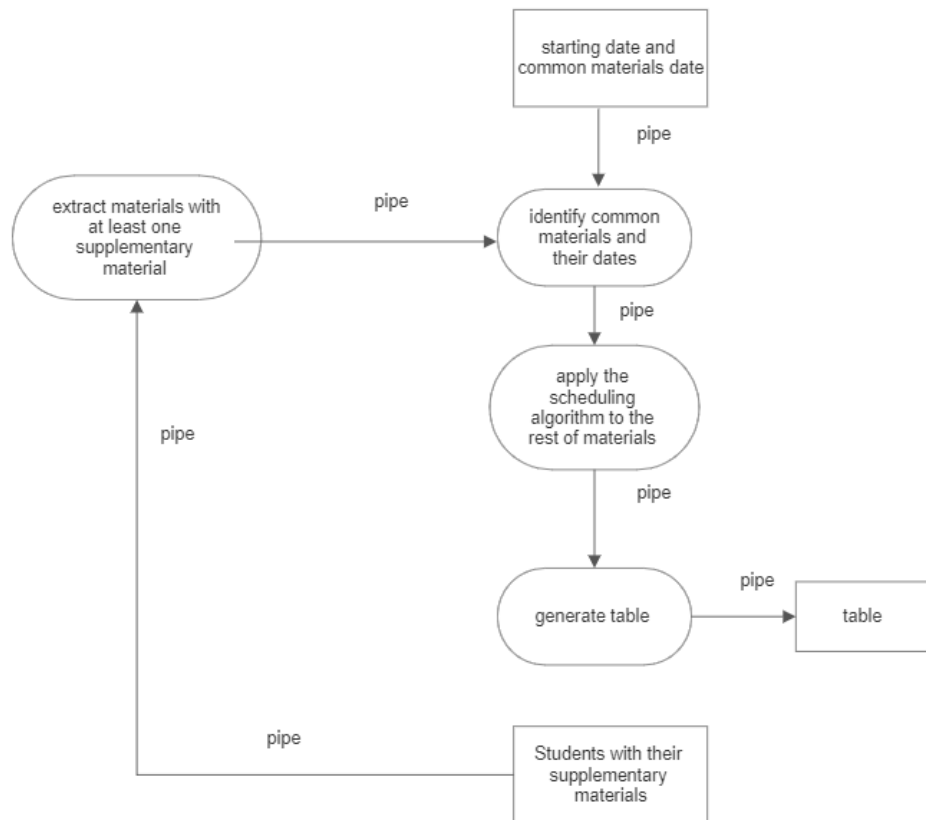 starting date and
common materials date
pipe
extract materials with
at least one
supplementary
material
pipe
identify common
materials and
their dates
pipe
apply the
scheduling
algorithm to the
rest of materials
pipe
pipe
generate table
pipe
table
pipe
Students with their
supplementary
materials